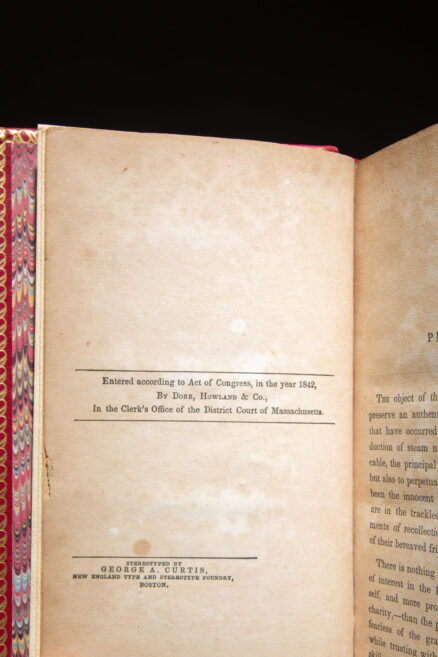 Entered according to Act of Congress, in the year 1842,
By Dorr, Howland & Co.,
In the Clerk's Office of the District Court of Massachusetts.
STEREOTYPED BY
GEORGE A. CURTIS,
NEW ENGLAND TYPE AND STEREOTYPE FOUNDRY,
BOSTON.
P
The object of th
preserve an authent
that have occurred
duction of steam n
cable, the principal
but also to perpetua
been the innocent
are in the trackles
ments of recollectio
of their bereaved fri
There is nothing
of interest in the
self, and more pro
charity,—than the p
fearless of the gra
while trusting with